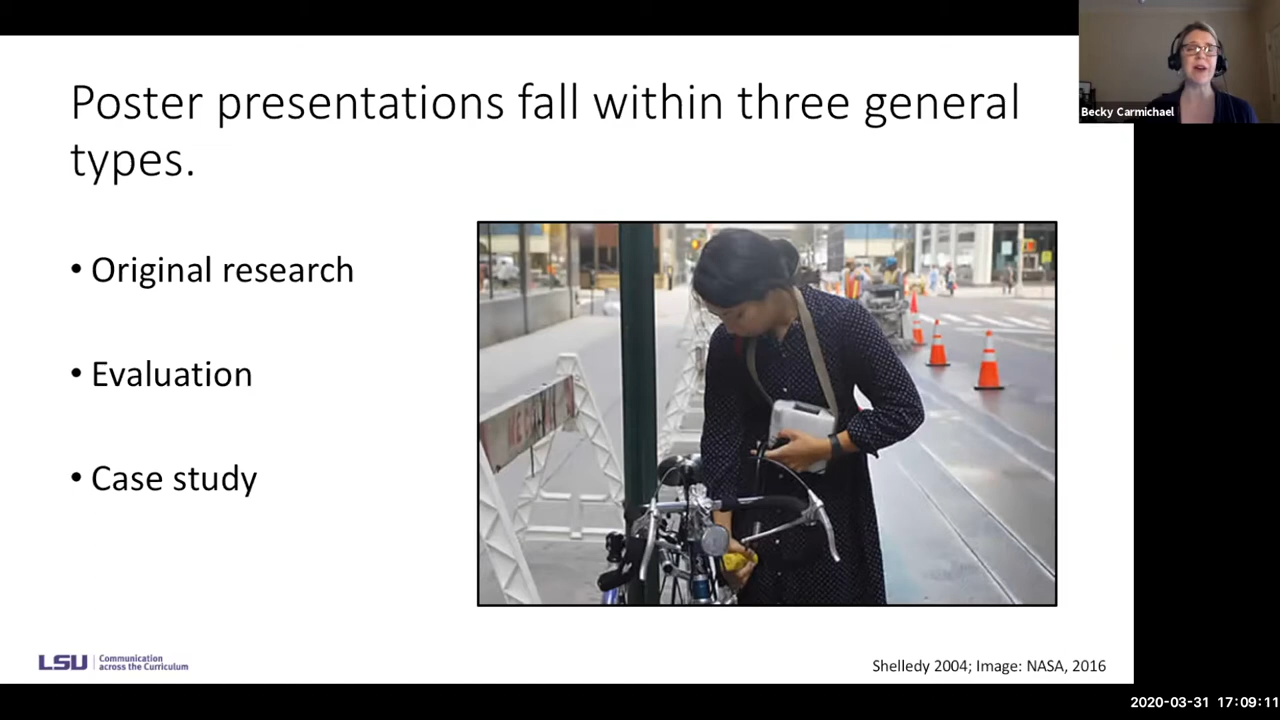 Poster presentations fall within three general
types.
• Original research
• Evaluation
• Case study
LSU | Communication
across the Curriculum
Shelledy 2004; Image: NASA, 2016
Becky Carmichael
2020-03-31 17:09:11